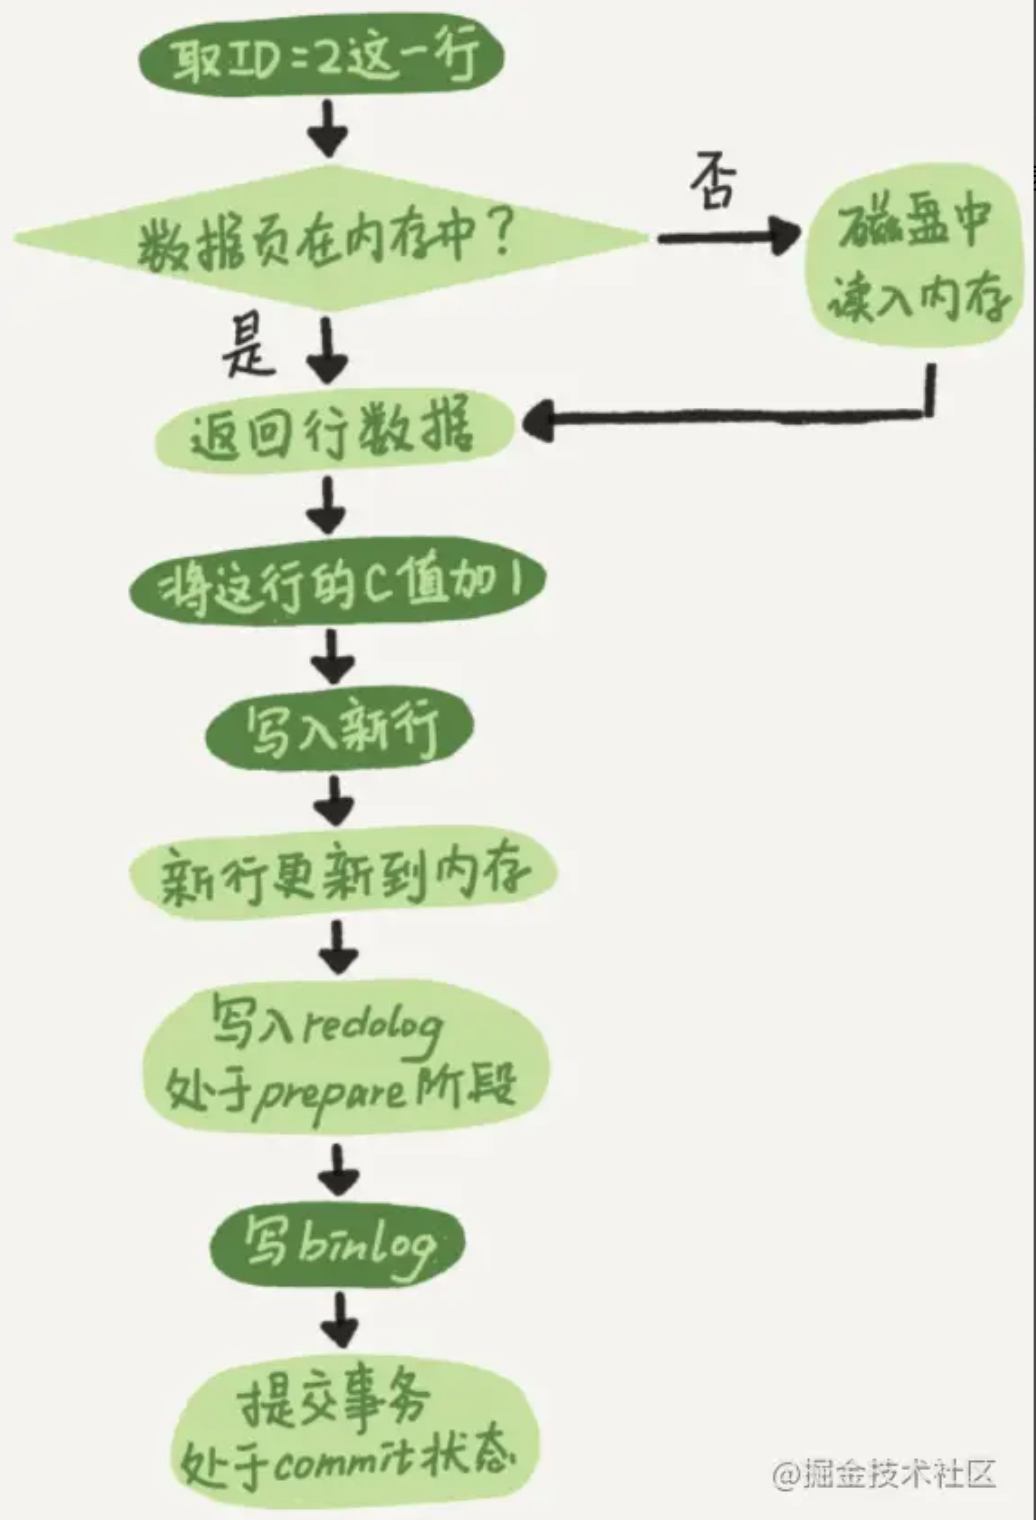 取ID=2这一行
数据页在内存中？
否
磁盘中
读入内存
是
返回行数据
将这行的C值加1
写入新行
新行更新到内存
写入redolog
处于prepare阶段
写binlog
提交事务
处于commit状态
@掘金技术社区